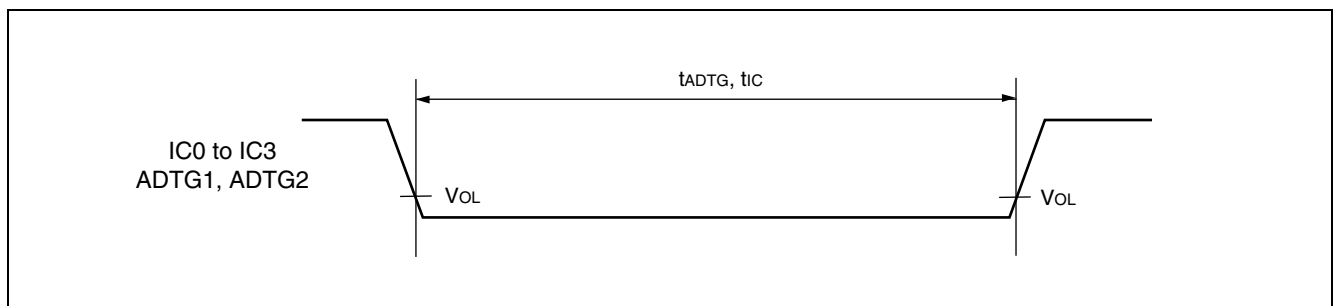 tADTG, tIC
IC0 to IC3
ADTG1, ADTG2
VOL
VOL